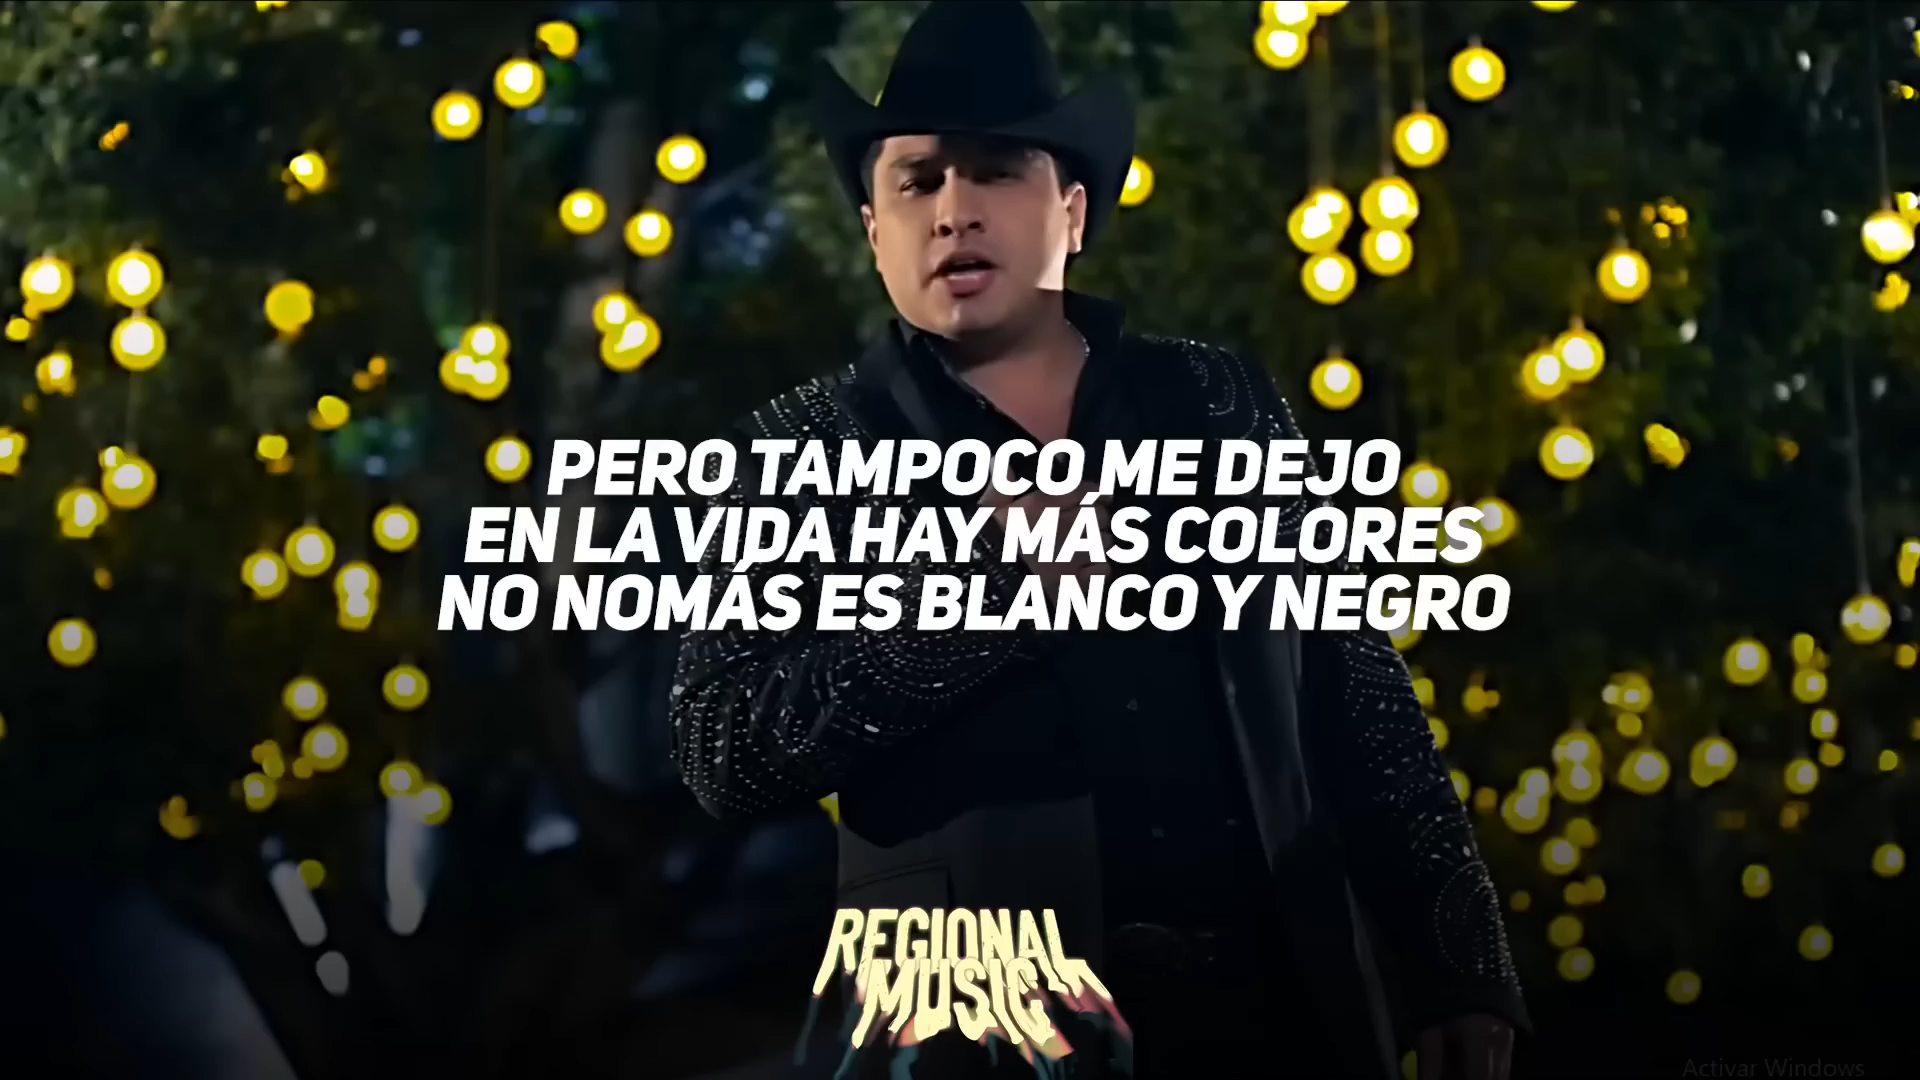 PERO TAMPOCO ME DEJO
EN LA VIDA HAY MÁS COLORES
NO NOMÁS ES BLANCO Y NEGRO
REGIONAL
MUSIC
Activar Windows